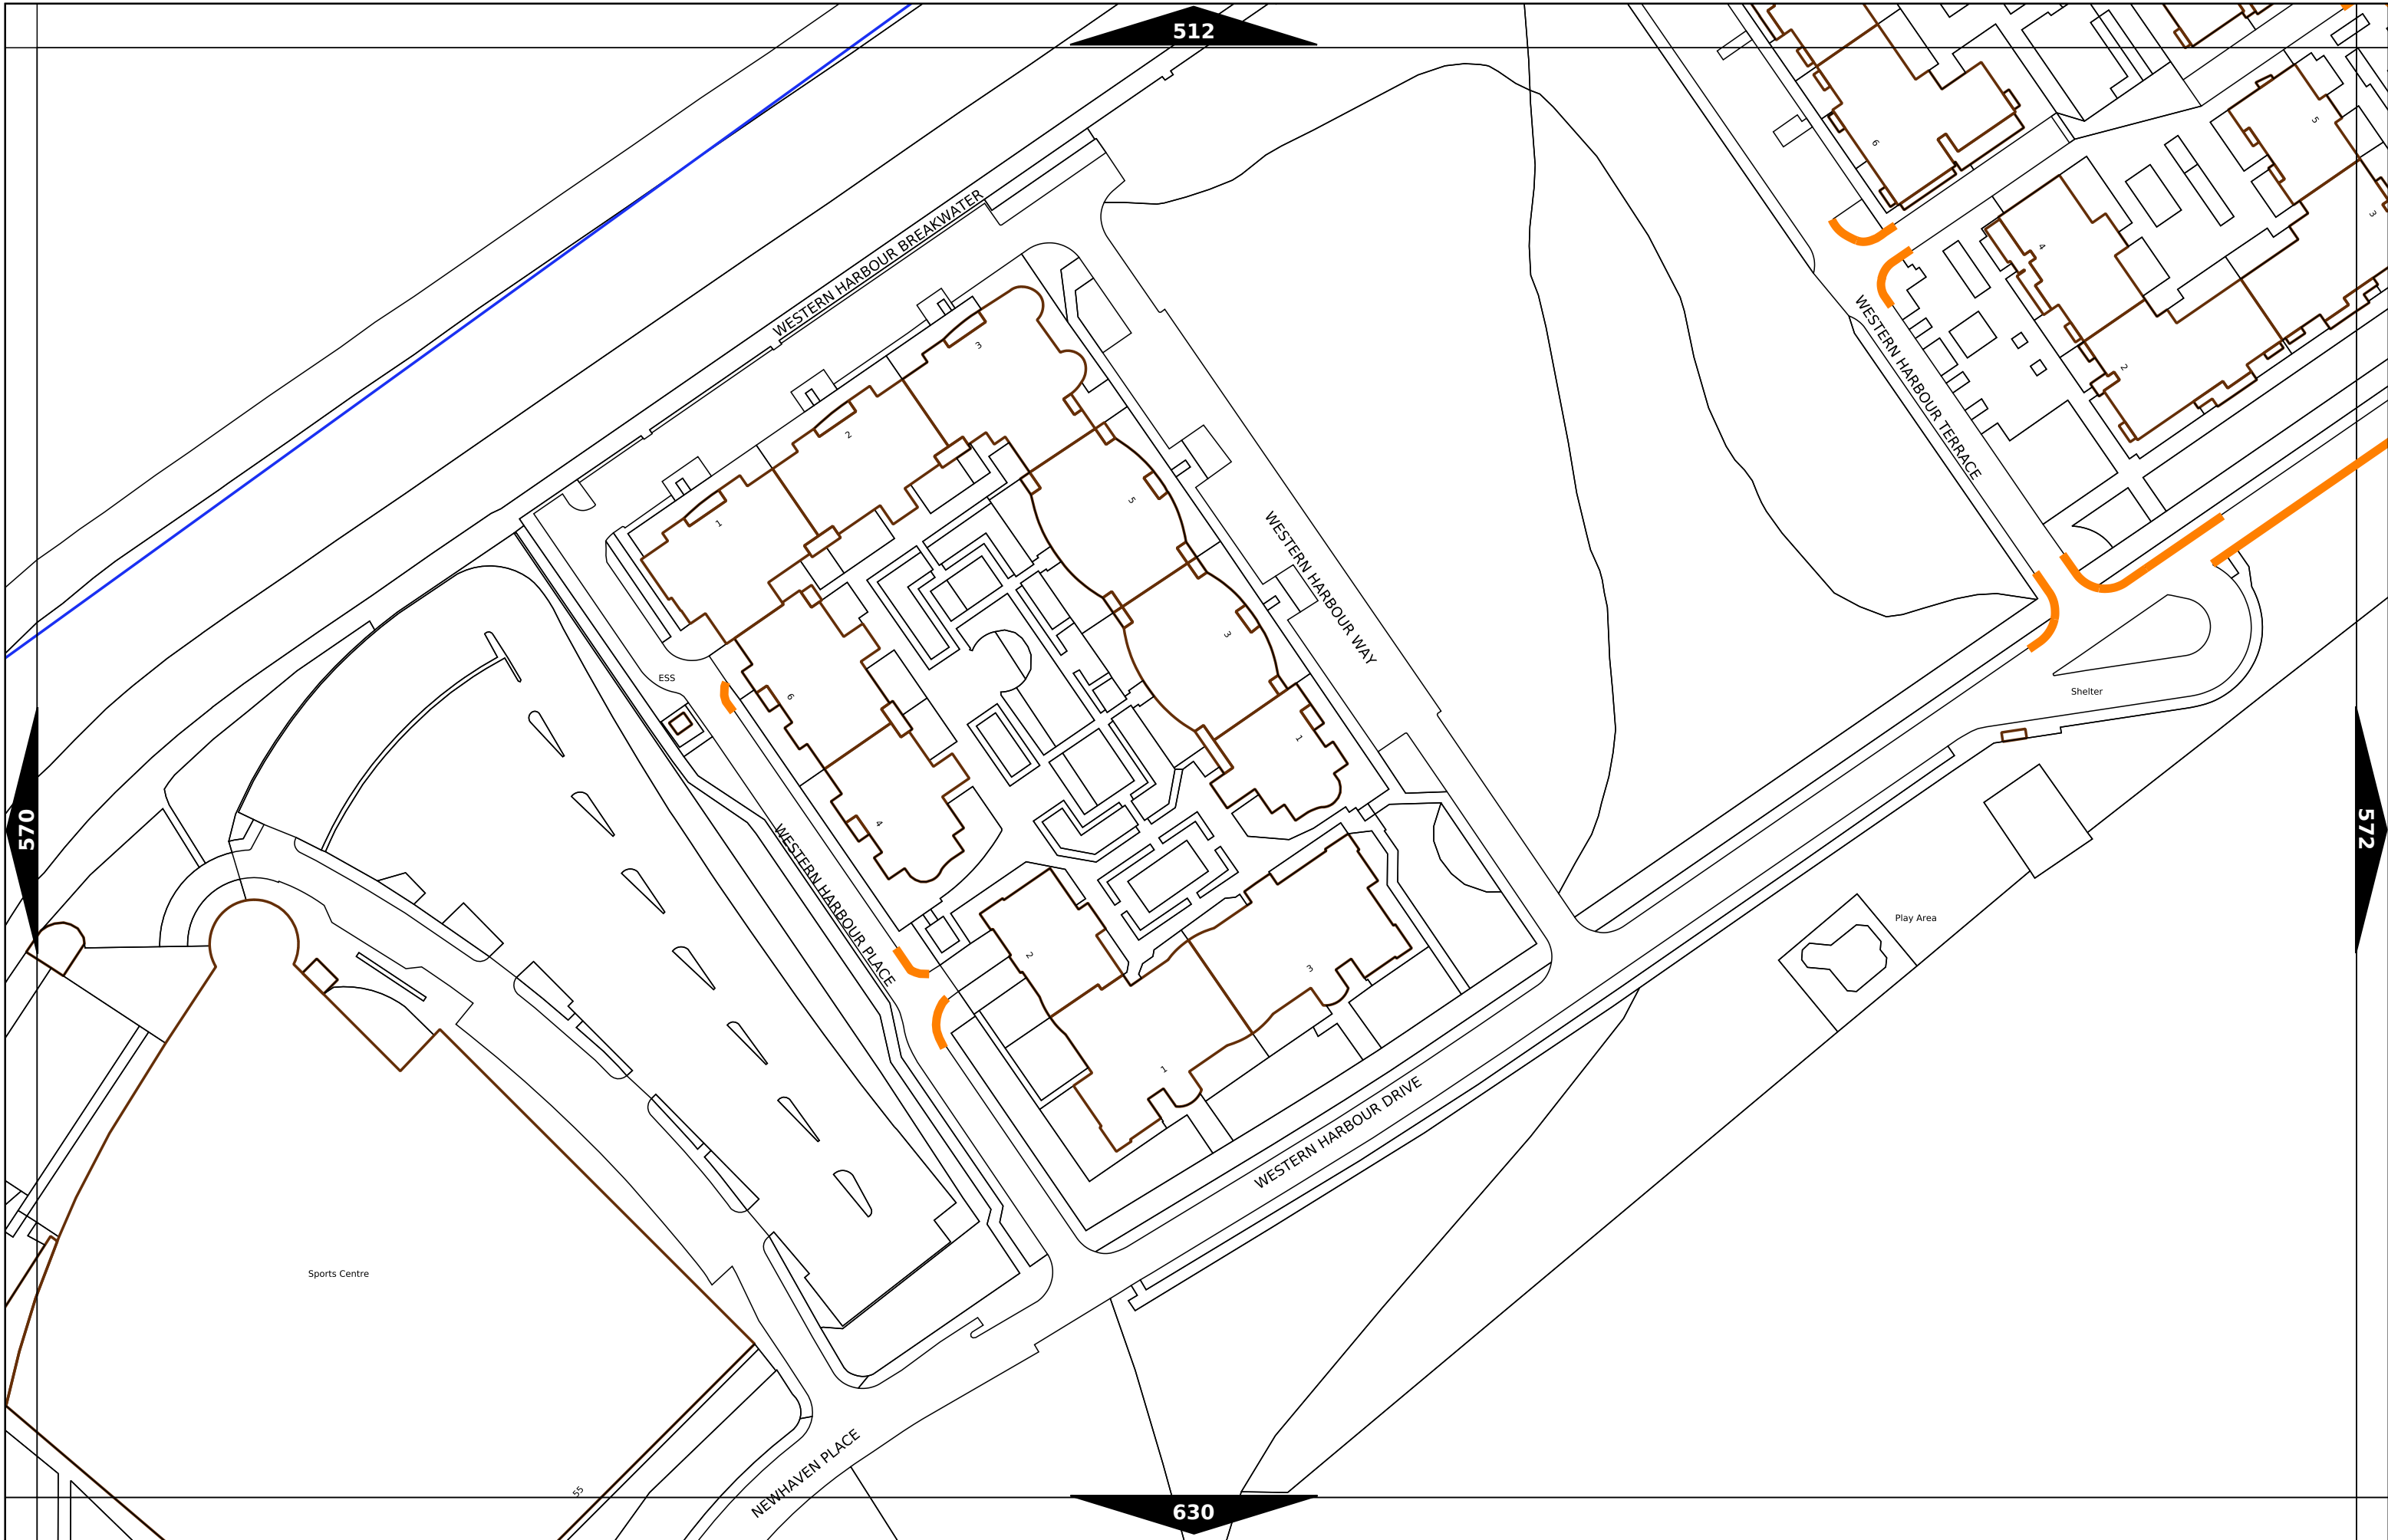 512
6
5
3
4
WESTERN HARBOUR BREAKWATER
3
WESTERN HARBOUR TERRACE
2
2
1
5
WESTERN HARBOUR WAY
3
ESS
6
Shelter
1
570
572
4
WESTERN HARBOUR PLACE
Play Area
2
3
1
WESTERN HARBOUR DRIVE
Sports Centre
NEWHAVEN PLACE
55
630